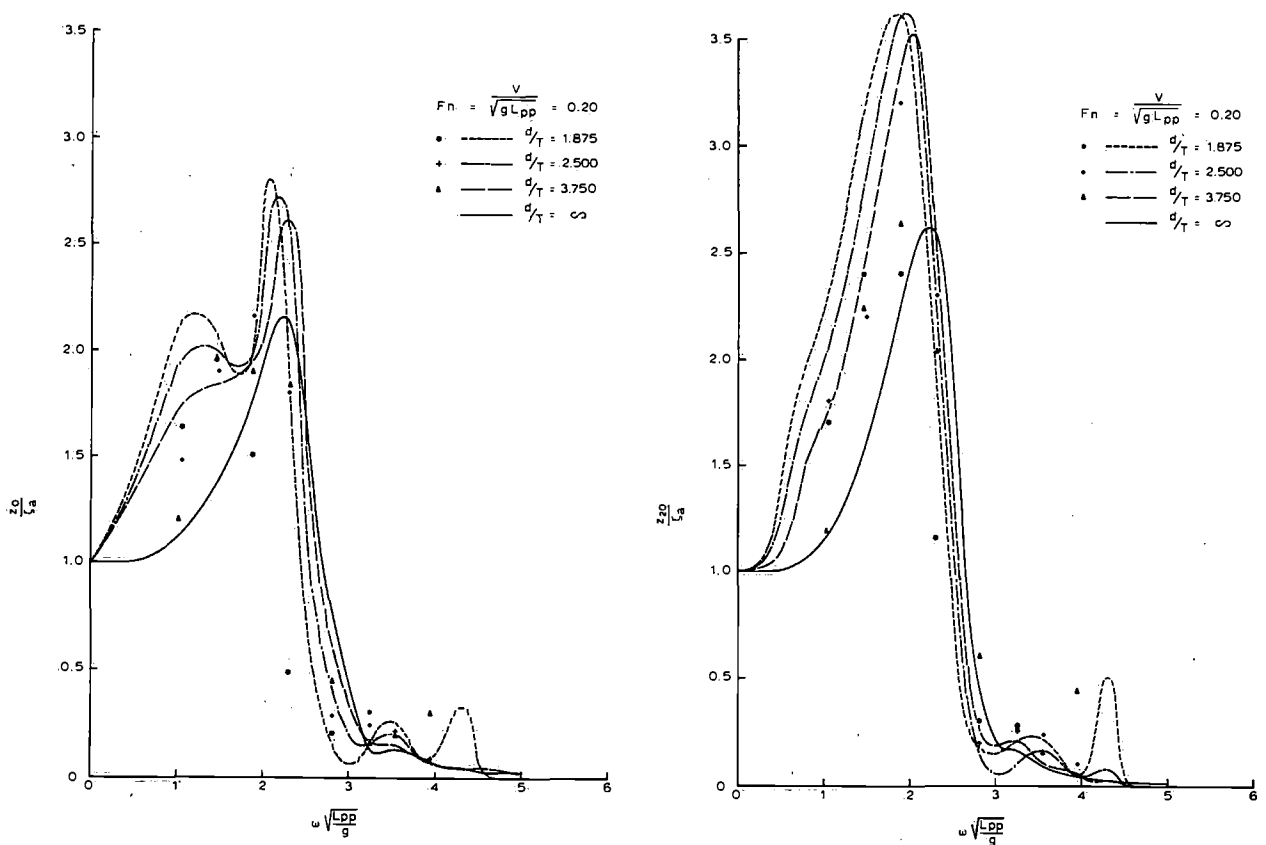 3.5
3.0
2.5
2.0
1.5
1.0
0.5
0
0 1 2 3 4 5 6
z₀/ζa
ω √Lpp/g
Fn = V/√gLpp = 0.20
d/T = 1.875
d/T = 2.500
d/T = 3.750
d/T = ∞
3.5
3.0
2.5
2.0
1.5
1.0
0.5
0
0 1 2 3 4 5 6
z₂₀/ζa
ω √Lpp/g
Fn = V/√gLpp = 0.20
d/T = 1.875
d/T = 2.500
d/T = 3.750
d/T = ∞